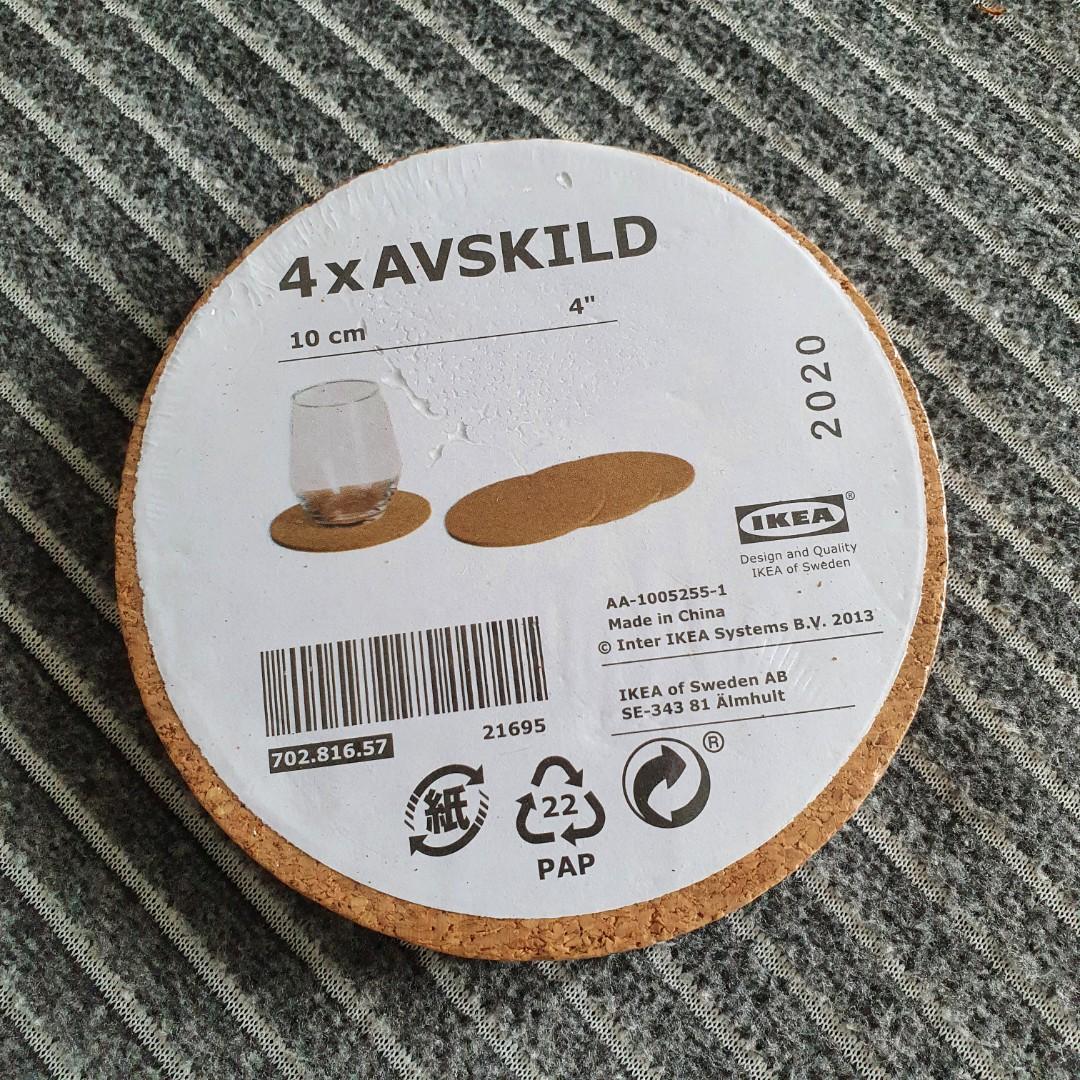 4xAVSKILD
10 cm 4"
2020
IKEA®
Design and Quality
IKEA of Sweden
AA-1005255-1
Made in China
© Inter IKEA Systems B.V. 2013
IKEA of Sweden AB
SE-343 81 Älmhult
21695
702.816.57
紙
22
PAP
®